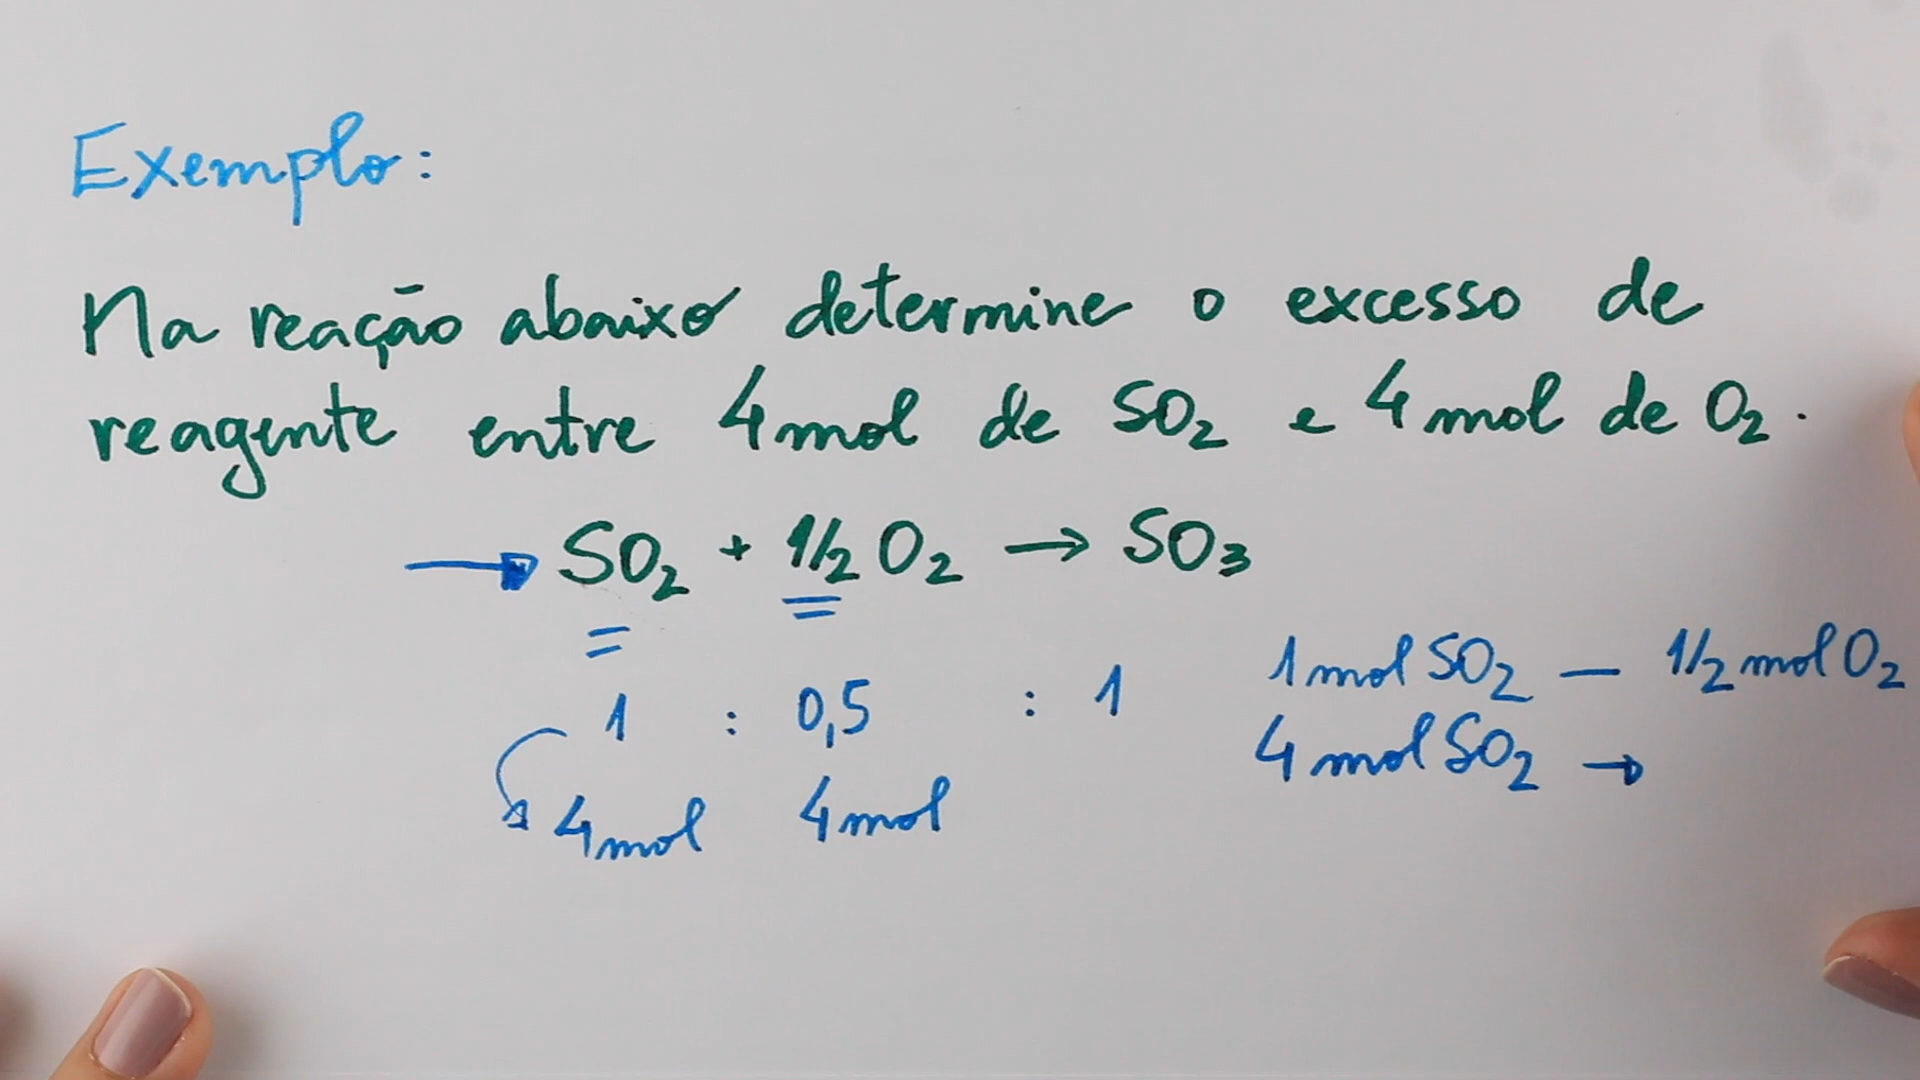 Exemplo:
Na reação abaixo determine o excesso de
reagente entre 4 mol de SO₂ e 4 mol de O₂.
→ SO₂ + 1/2 O₂ → SO₃
1 : 0,5 : 1
4 mol 4 mol
1 mol SO₂ — 1/2 mol O₂
4 mol SO₂ →